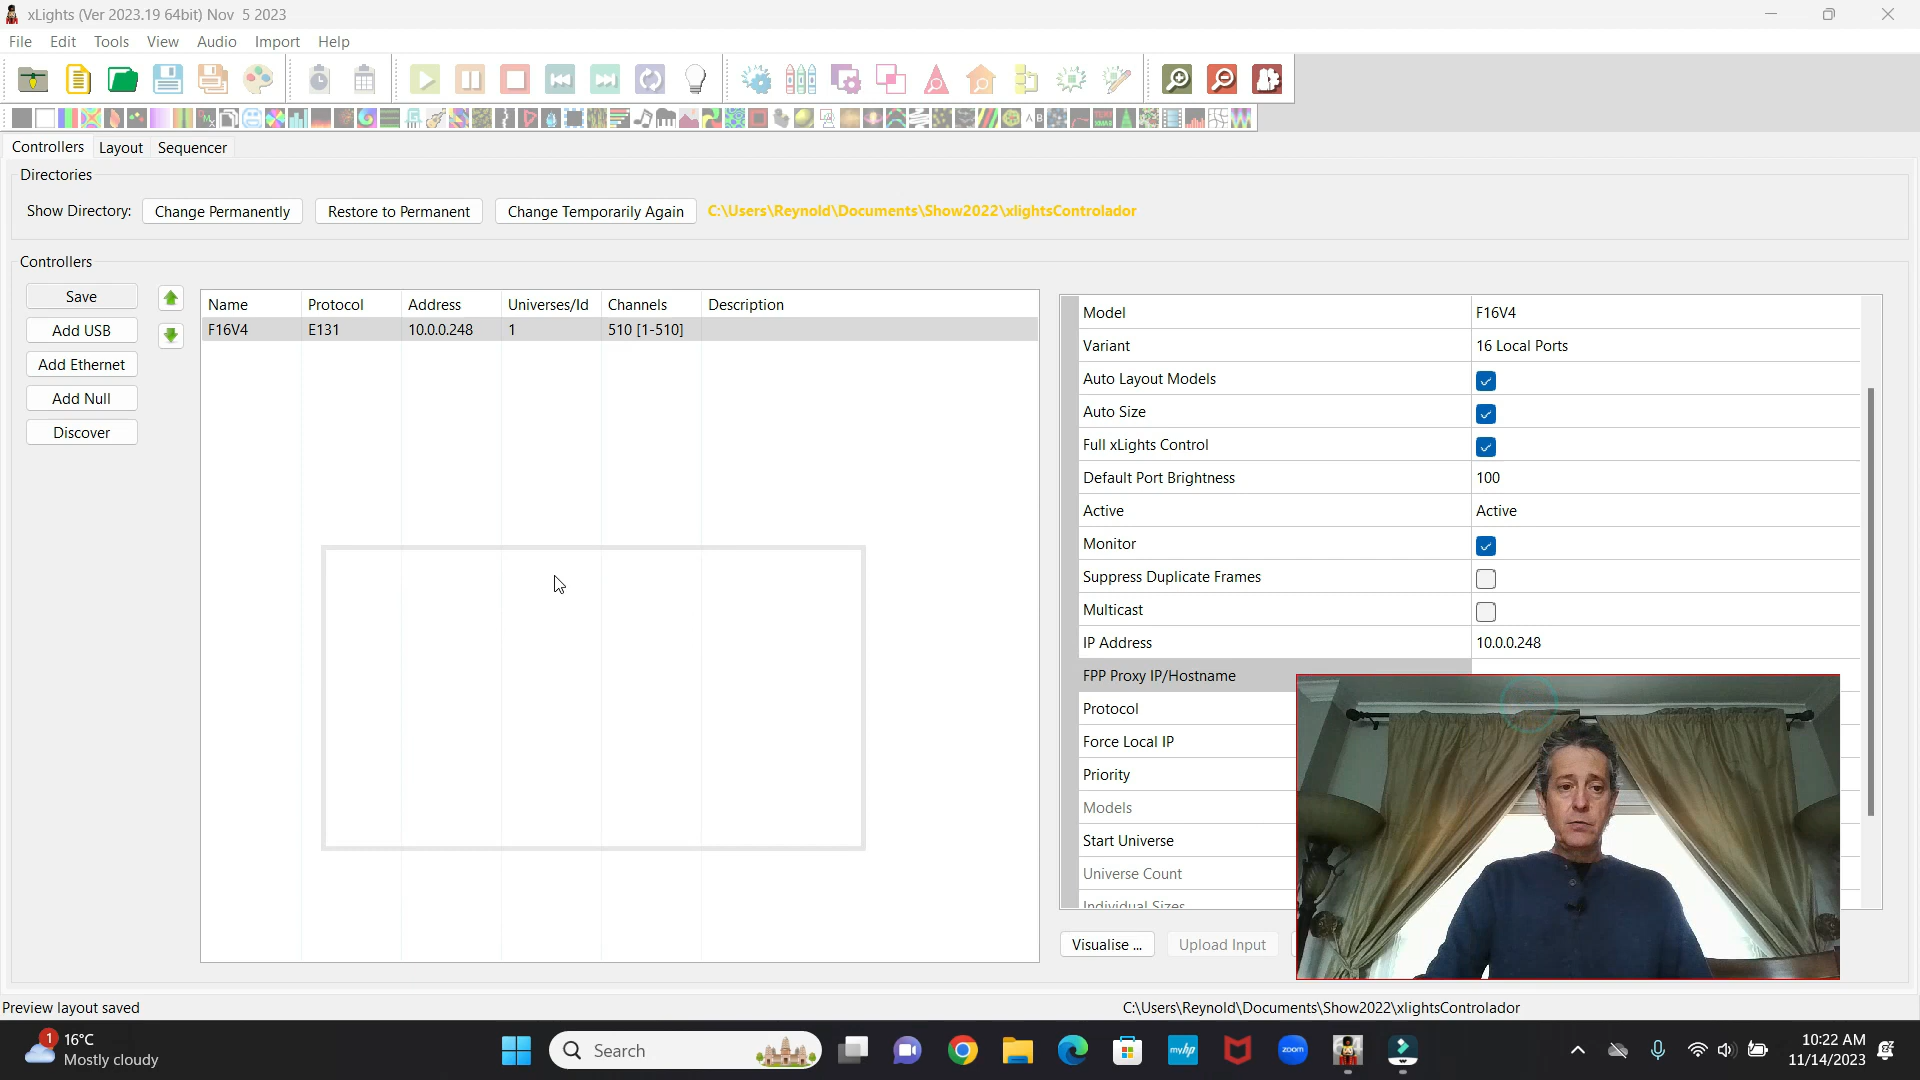 xLights (Ver 2023.19 64bit) Nov  5 2023
File Edit Tools View Audio Import Help
Controllers Layout Sequencer
Directories
Show Directory: Change Permanently Restore to Permanent Change Temporarily Again C:\Users\Reynold\Documents\Show2022\xlightsControlador
Controllers
Save
Add USB
Add Ethernet
Add Null
Discover
Name Protocol Address Universes/Id Channels Description
F16V4 E131 10.0.0.248 1 510 [1-510]
Model F16V4
Variant 16 Local Ports
Auto Layout Models
Auto Size
Full xLights Control
Default Port Brightness 100
Active Active
Monitor
Suppress Duplicate Frames
Multicast
IP Address 10.0.0.248
FPP Proxy IP/Hostname
Protocol
Force Local IP
Priority
Models
Start Universe
Universe Count
Individual Sizes
Visualise ... Upload Input
Preview layout saved C:\Users\Reynold\Documents\Show2022\xlightsControlador
1
16°C
Mostly cloudy
Search
myhp
zoom
10:22 AM
11/14/2023